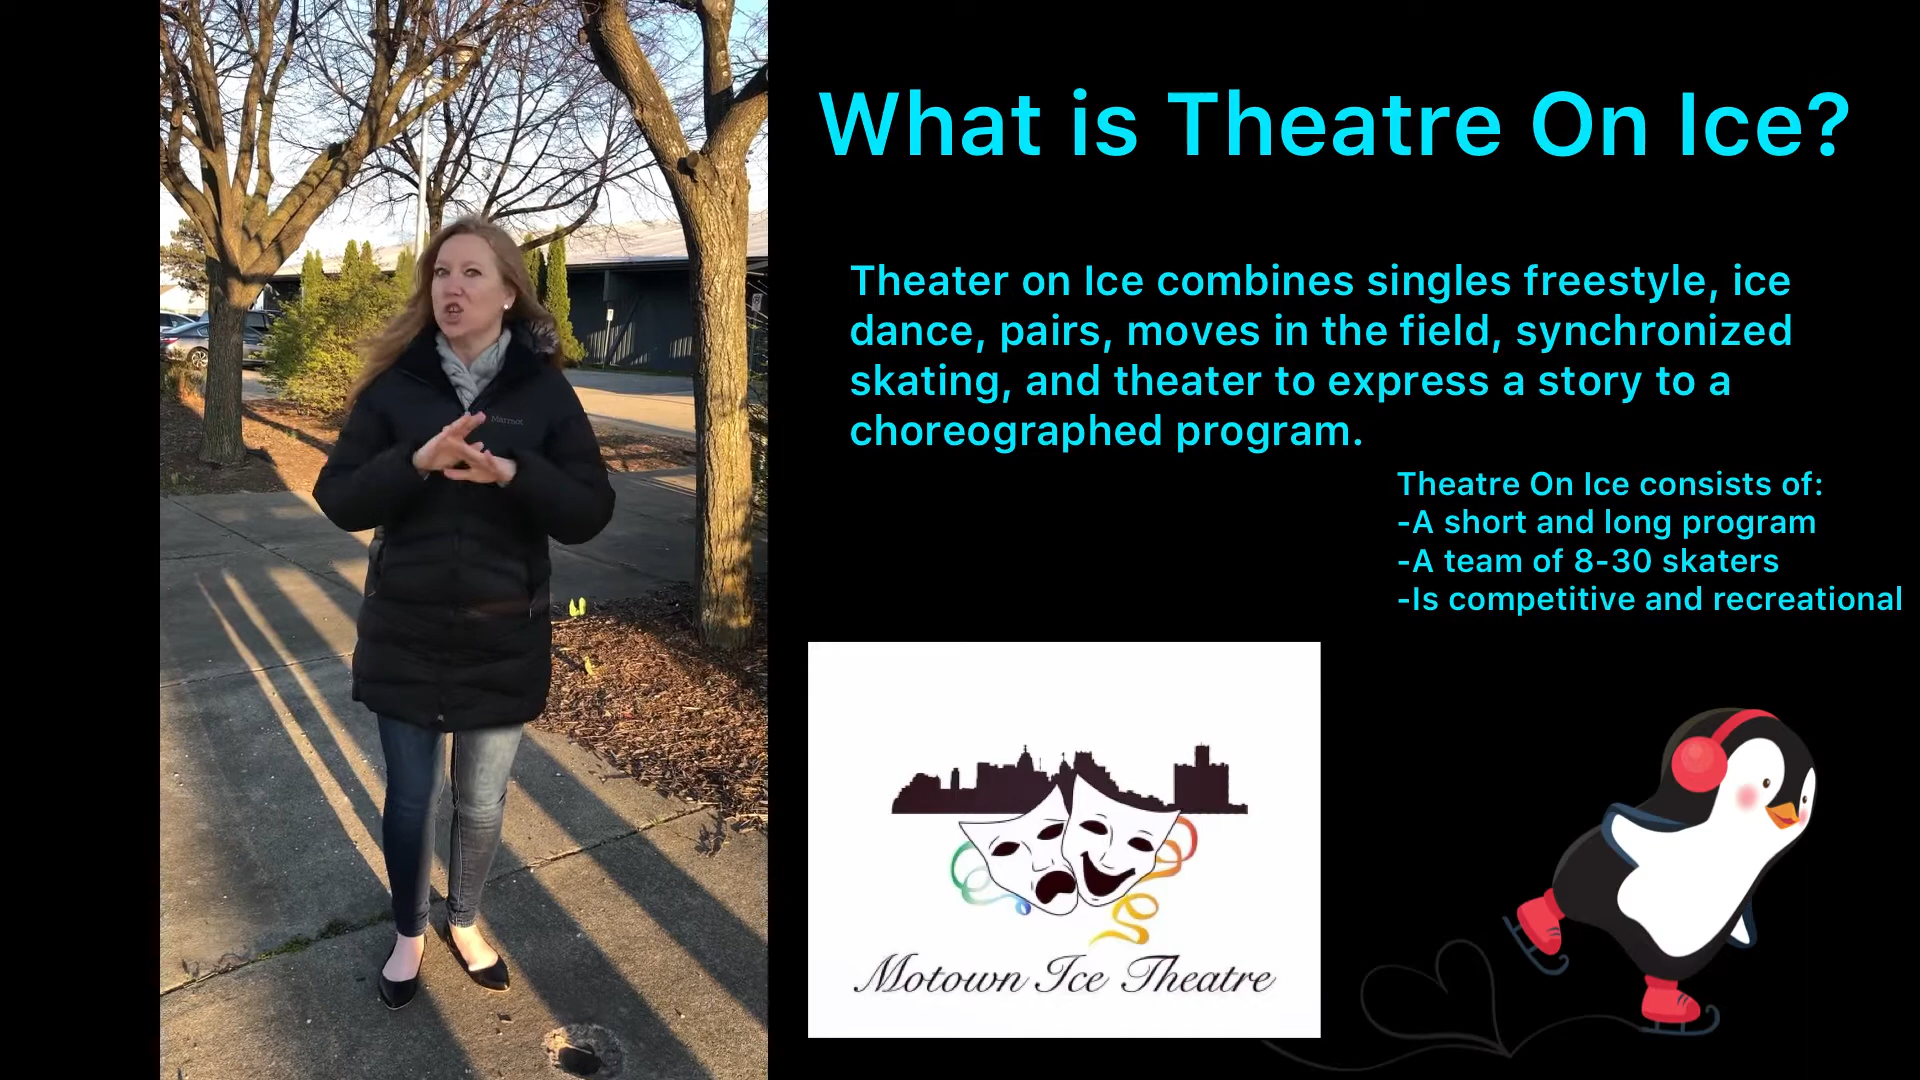 What is Theatre On Ice?
Theater on Ice combines singles freestyle, ice
dance, pairs, moves in the field, synchronized
skating, and theater to express a story to a
choreographed program.
Theatre On Ice consists of:
-A short and long program
-A team of 8-30 skaters
-Is competitive and recreational
Marmot
Motown Ice Theatre